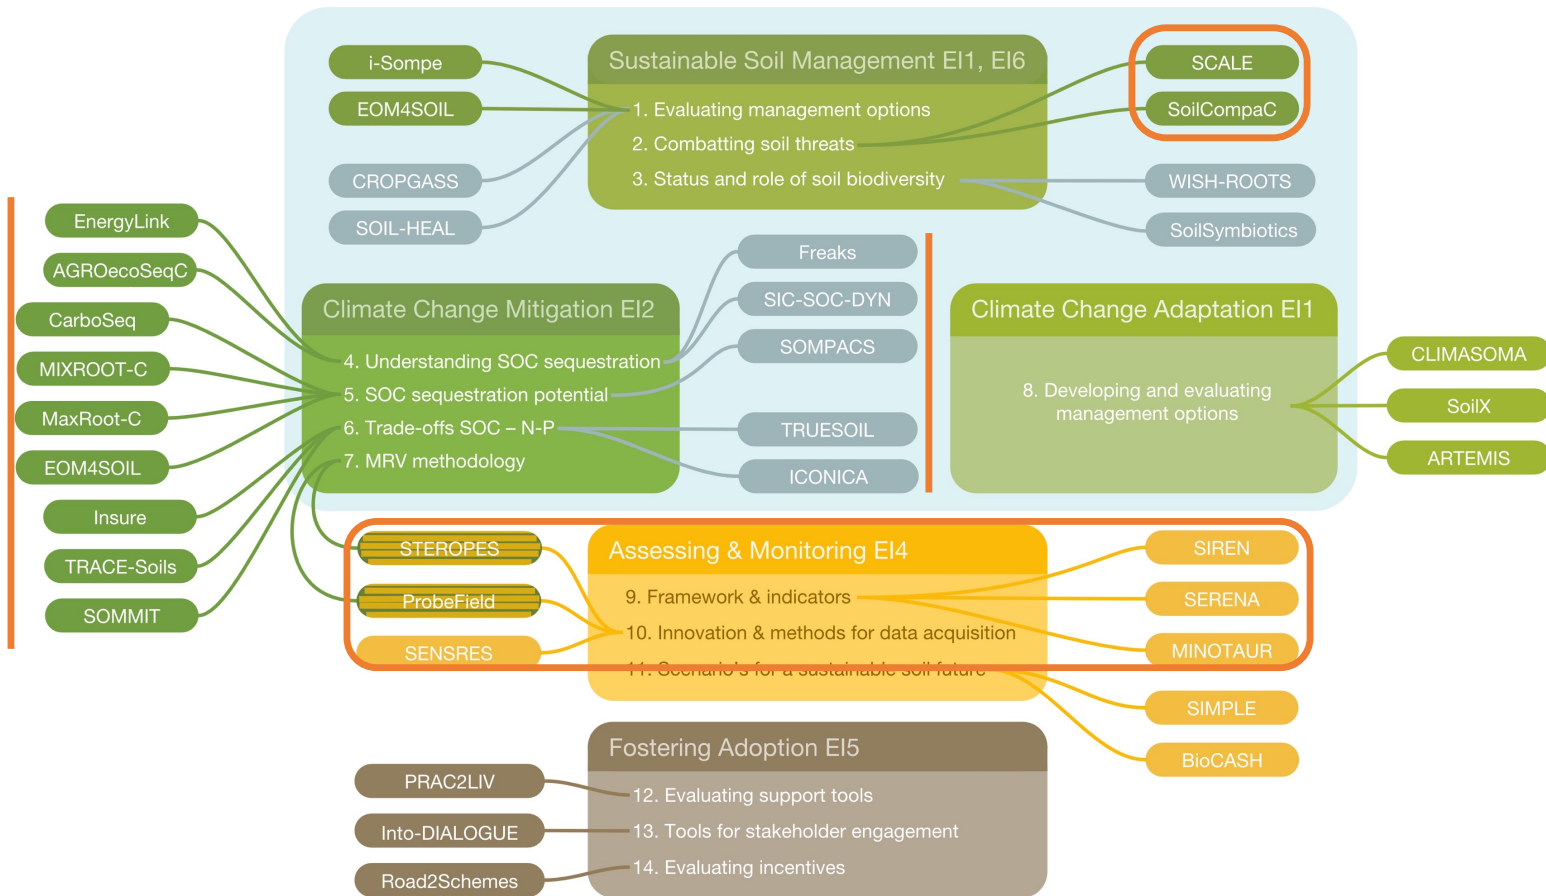 i-Sompe
EOM4SOIL
CROPGASS
SOIL-HEAL
Sustainable Soil Management EI1, EI6
1. Evaluating management options
2. Combatting soil threats
3. Status and role of soil biodiversity
SCALE
SoilCompaC
WISH-ROOTS
SoilSymbiotics
EnergyLink
AGROecoSeqC
CarboSeq
MIXROOT-C
MaxRoot-C
EOM4SOIL
Insure
TRACE-Soils
SOMMIT
Climate Change Mitigation EI2
4. Understanding SOC sequestration
5. SOC sequestration potential
6. Trade-offs SOC – N-P
7. MRV methodology
Freaks
SIC-SOC-DYN
SOMPACS
TRUESOIL
ICONICA
Climate Change Adaptation EI1
8. Developing and evaluating
management options
CLIMASOMA
SoilX
ARTEMIS
STEROPES
ProbeField
SENSRES
Assessing & Monitoring EI4
9. Framework & indicators
10. Innovation & methods for data acquisition
11. Scenario's for a sustainable soil future
SIREN
SERENA
MINOTAUR
SIMPLE
BioCASH
PRAC2LIV
Into-DIALOGUE
Road2Schemes
Fostering Adoption EI5
12. Evaluating support tools
13. Tools for stakeholder engagement
14. Evaluating incentives